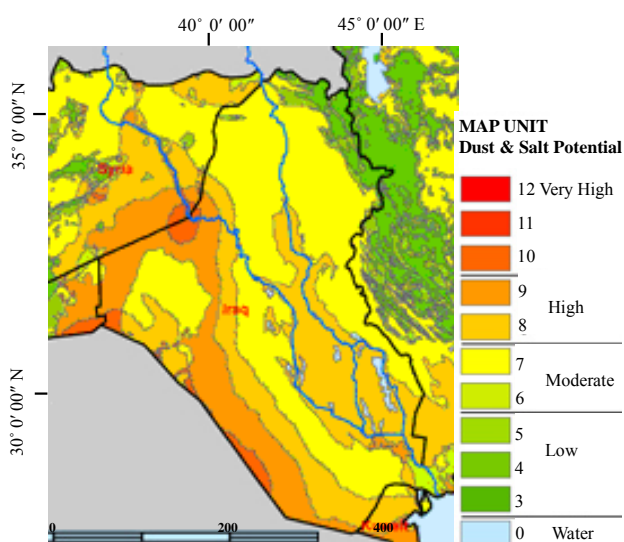 40° 0′ 00″
45° 0′ 00″ E
35° 0′ 00″ N
30° 0′ 00″ N
Syria
Iraq
0
200
400
MAP UNIT
Dust & Salt Potential
12 Very High
11
10
9
High
8
7
Moderate
6
5
Low
4
3
0
Water